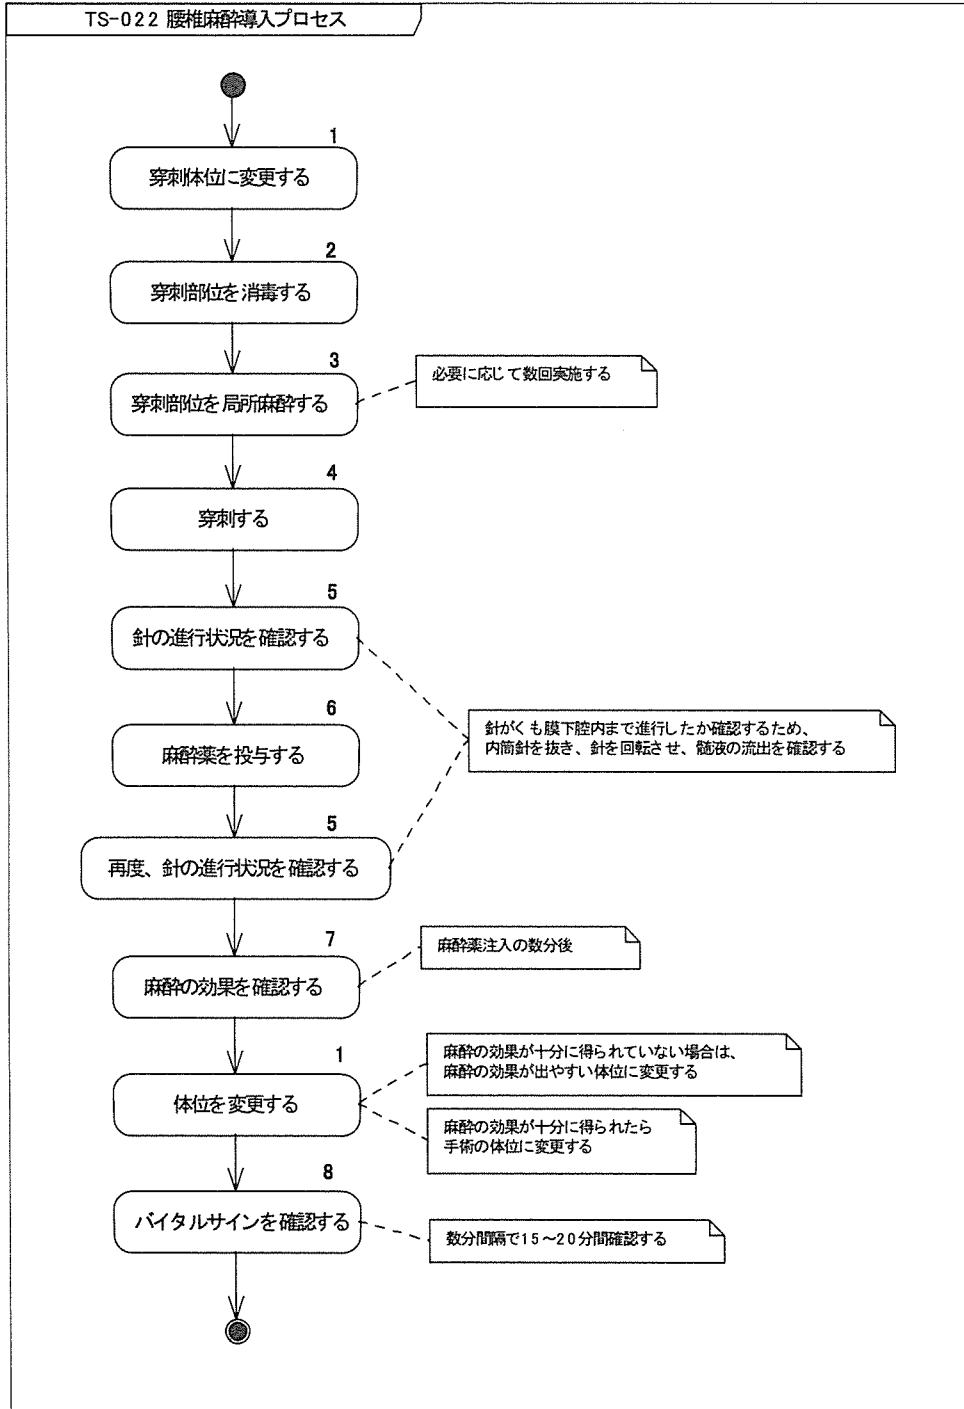 TS-022 腰椎麻酔導入プロセス
1
穿刺体位に変更する
2
穿刺部位を消毒する
3
穿刺部位を局所麻酔する
必要に応じて数回実施する
4
穿刺する
5
針の進行状況を確認する
6
麻酔薬を投与する
針がくも膜下腔内まで進行したか確認するため、
内筒針を抜き、針を回転させ、髄液の流出を確認する
5
再度、針の進行状況を確認する
7
麻酔の効果を確認する
麻酔薬注入の数分後
1
体位を変更する
麻酔の効果が十分に得られていない場合は、
麻酔の効果が出やすい体位に変更する
麻酔の効果が十分に得られたら
手術の体位に変更する
8
バイタルサインを確認する
数分間隔で15～20分間確認する